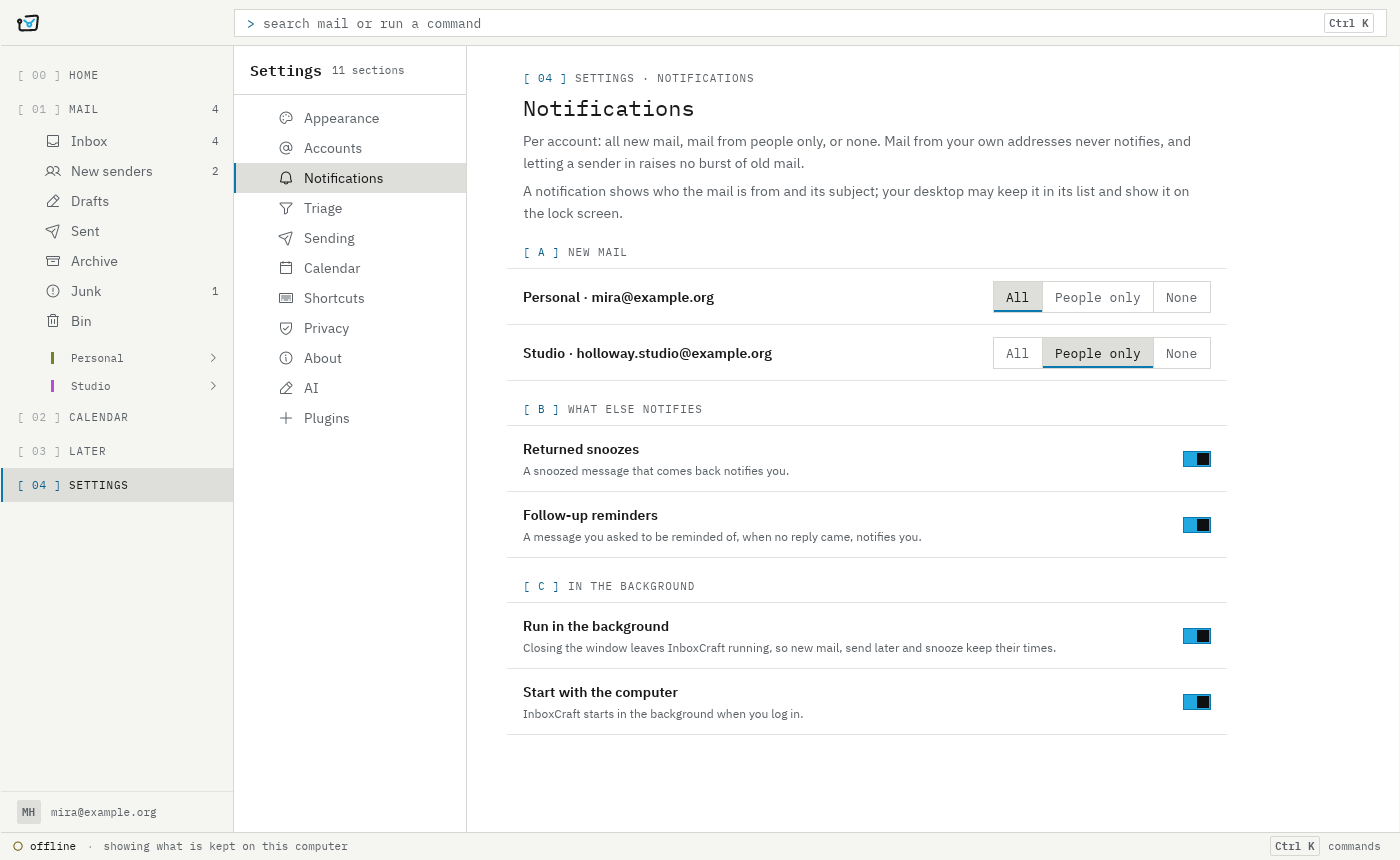 > search mail or run a command Ctrl K
[ 00 ] HOME
[ 01 ] MAIL 4
Inbox 4
New senders 2
Drafts
Sent
Archive
Junk 1
Bin
Personal
Studio
[ 02 ] CALENDAR
[ 03 ] LATER
[ 04 ] SETTINGS
MH mira@example.org
Settings 11 sections
Appearance
Accounts
Notifications
Triage
Sending
Calendar
Shortcuts
Privacy
About
AI
Plugins
[ 04 ] SETTINGS · NOTIFICATIONS
Notifications
Per account: all new mail, mail from people only, or none. Mail from your own addresses never notifies, and
letting a sender in raises no burst of old mail.
A notification shows who the mail is from and its subject; your desktop may keep it in its list and show it on
the lock screen.
[ A ] NEW MAIL
Personal · mira@example.org All People only None
Studio · holloway.studio@example.org All People only None
[ B ] WHAT ELSE NOTIFIES
Returned snoozes
A snoozed message that comes back notifies you.
Follow-up reminders
A message you asked to be reminded of, when no reply came, notifies you.
[ C ] IN THE BACKGROUND
Run in the background
Closing the window leaves InboxCraft running, so new mail, send later and snooze keep their times.
Start with the computer
InboxCraft starts in the background when you log in.
offline · showing what is kept on this computer Ctrl K commands